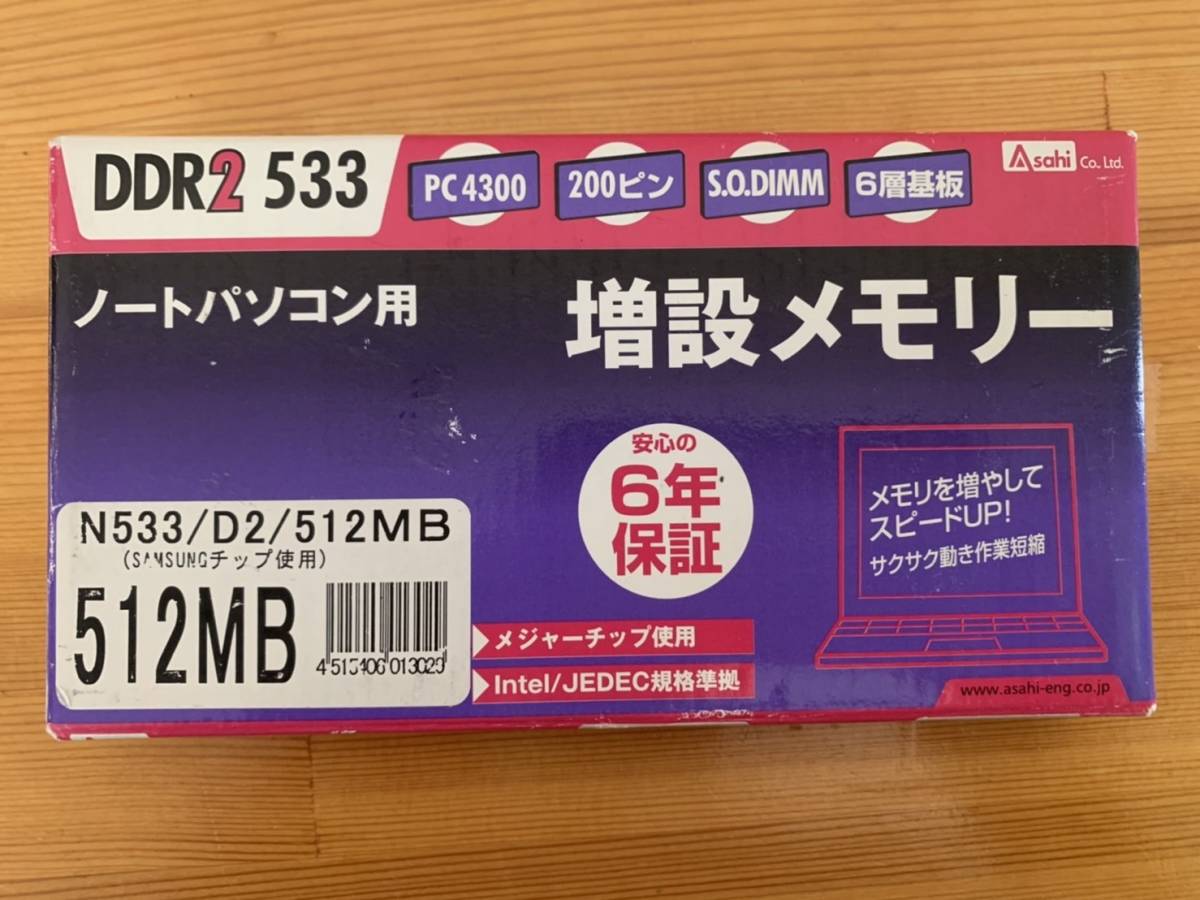 DDR2 533
PC4300
200ピン
S.O.DIMM
6層基板
Asahi Co., Ltd.
ノートパソコン用
増設メモリー
安心の
6年
保証
メモリを増やして
スピードUP!
サクサク動き作業短縮
N533/D2/512MB
(SAMSUNGチップ使用)
512MB
メジャーチップ使用
Intel/JEDEC規格準拠
www.asahi-eng.co.jp